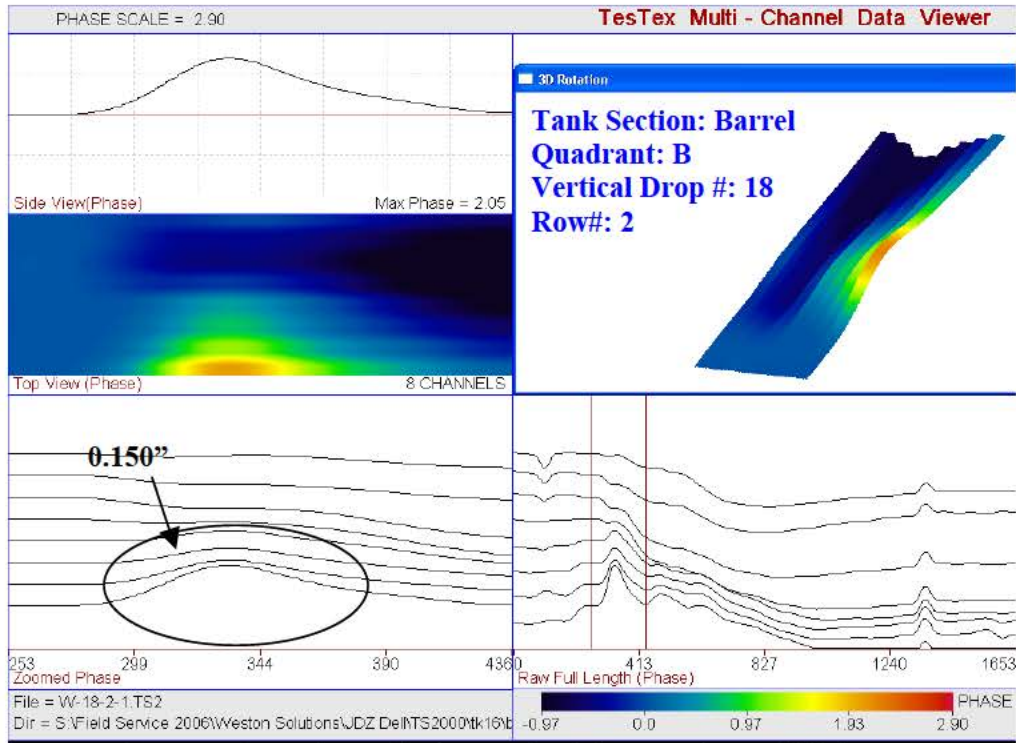 PHASE SCALE = 2.90
TesTex Multi - Channel Data Viewer
3D Rotation
Tank Section: Barrel
Quadrant: B
Vertical Drop #: 18
Row#: 2
Side View(Phase)
Max Phase = 2.05
Top View (Phase)
8 CHANNELS
0.150”
253
299
344
390
436
Zoomed Phase
0
413
827
1240
1653
Raw Full Length (Phase)
File = W-18-2-1.TS2
Dir = S:\Field Service 2006\Weston Solutions\JDZ Dell\TS2000\tk16\b
PHASE
-0.97
0.0
0.97
1.93
2.90